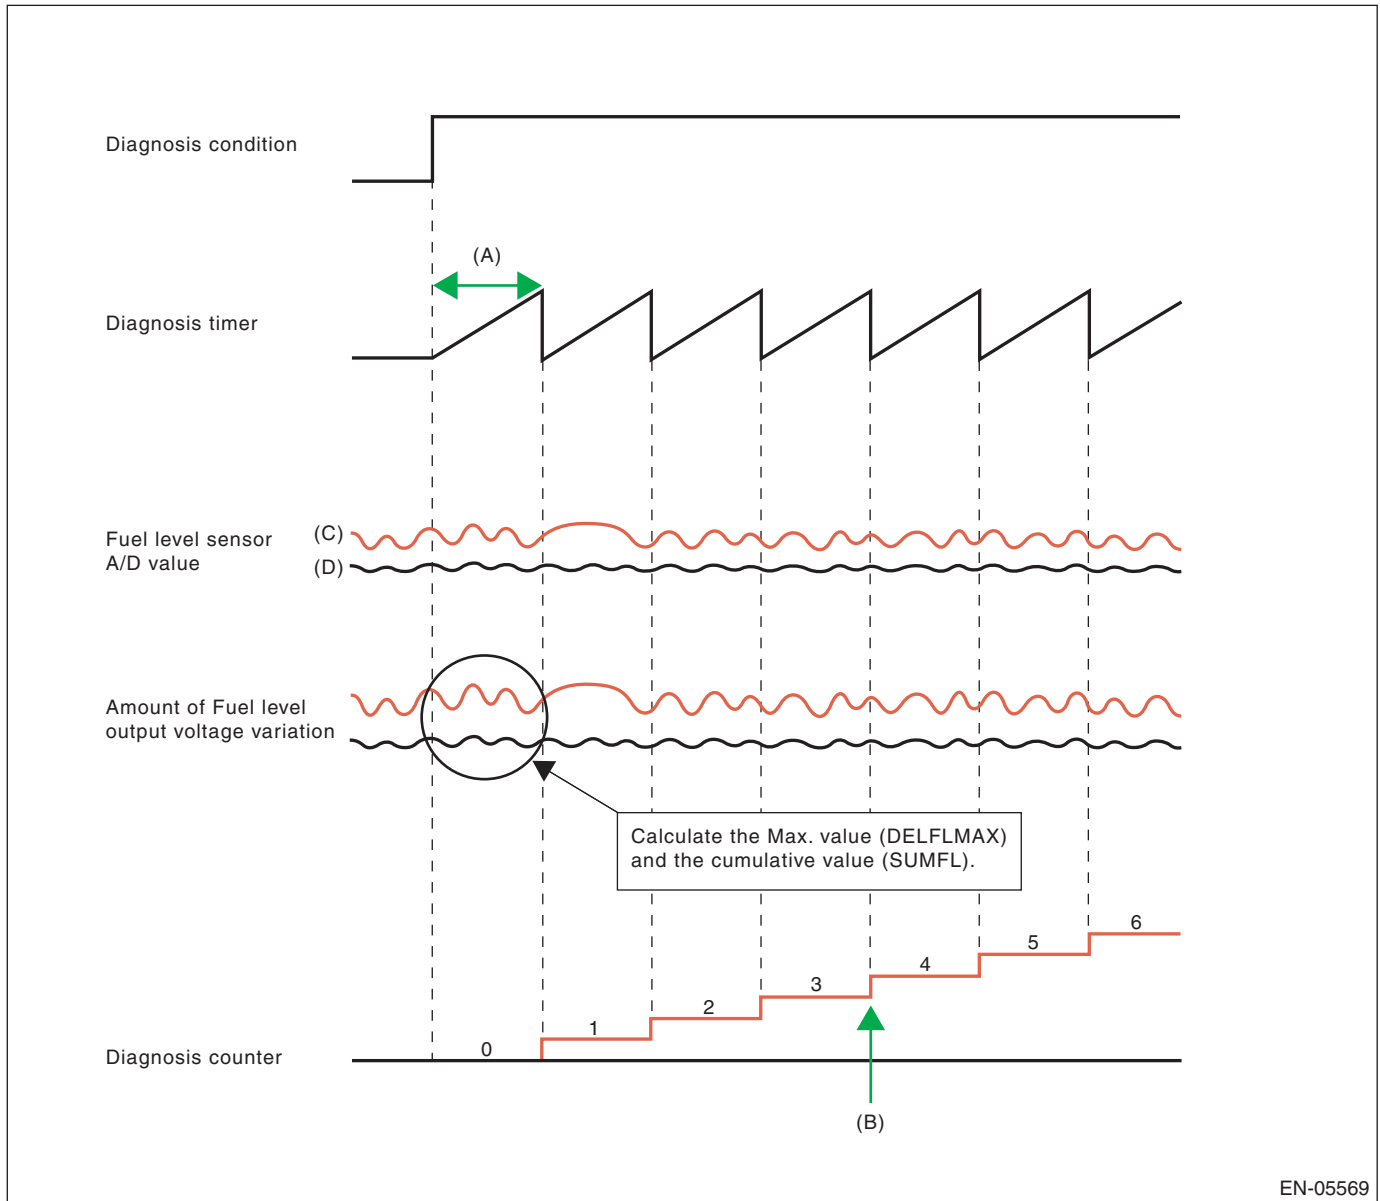 Diagnosis condition
(A)
Diagnosis timer
Fuel level sensor
A/D value
(C)
(D)
Amount of Fuel level
output voltage variation
Calculate the Max. value (DELFLMAX)
and the cumulative value (SUMFL).
6
5
4
3
2
1
0
Diagnosis counter
(B)
EN-05569